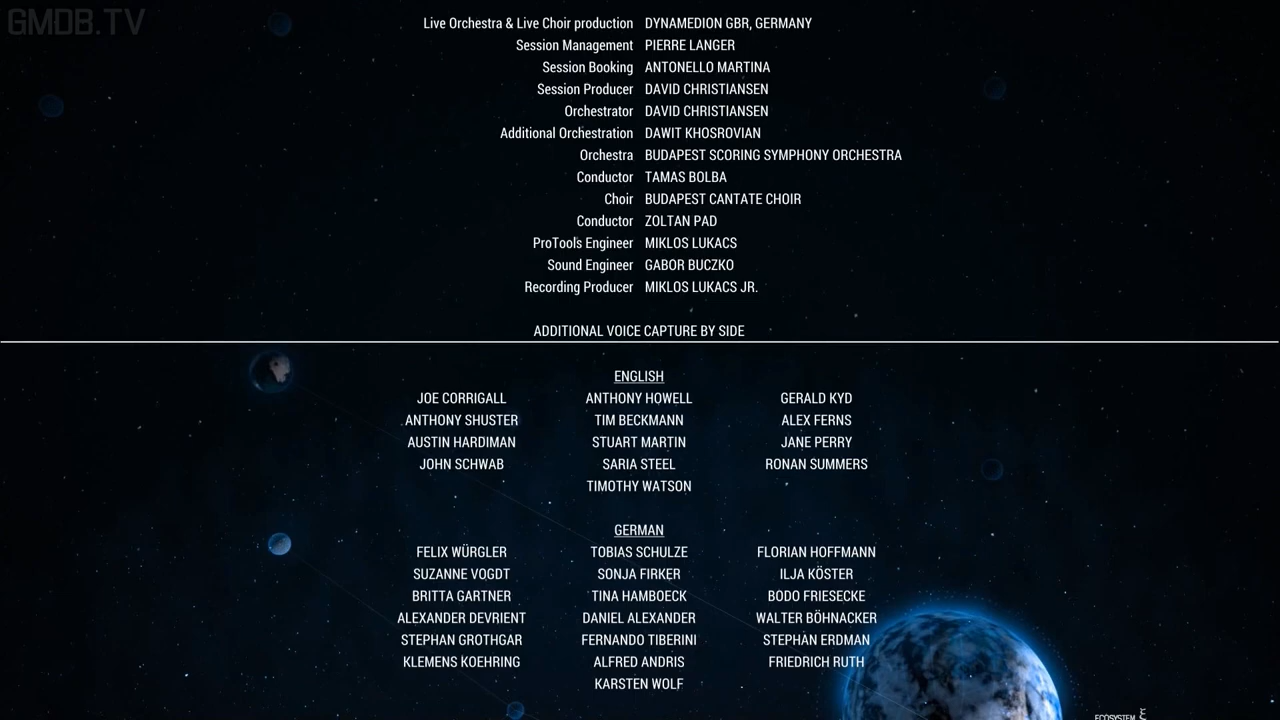 GMDB.TV
Live Orchestra & Live Choir production DYNAMEDION GBR, GERMANY
Session Management PIERRE LANGER
Session Booking ANTONELLO MARTINA
Session Producer DAVID CHRISTIANSEN
Orchestrator DAVID CHRISTIANSEN
Additional Orchestration DAWIT KHOSROVIAN
Orchestra BUDAPEST SCORING SYMPHONY ORCHESTRA
Conductor TAMAS BOLBA
Choir BUDAPEST CANTATE CHOIR
Conductor ZOLTAN PAD
ProTools Engineer MIKLOS LUKACS
Sound Engineer GABOR BUCZKO
Recording Producer MIKLOS LUKACS JR.
ADDITIONAL VOICE CAPTURE BY SIDE
ENGLISH
JOE CORRIGALL ANTHONY HOWELL GERALD KYD
ANTHONY SHUSTER TIM BECKMANN ALEX FERNS
AUSTIN HARDIMAN STUART MARTIN JANE PERRY
JOHN SCHWAB SARIA STEEL RONAN SUMMERS
TIMOTHY WATSON
GERMAN
FELIX WÜRGLER TOBIAS SCHULZE FLORIAN HOFFMANN
SUZANNE VOGDT SONJA FIRKER ILJA KÖSTER
BRITTA GARTNER TINA HAMBOECK BODO FRIESECKE
ALEXANDER DEVRIENT DANIEL ALEXANDER WALTER BÖHNACKER
STEPHAN GROTHGAR FERNANDO TIBERINI STEPHAN ERDMAN
KLEMENS KOEHRING ALFRED ANDRIS FRIEDRICH RUTH
KARSTEN WOLF
ECOSYSTEM ξ